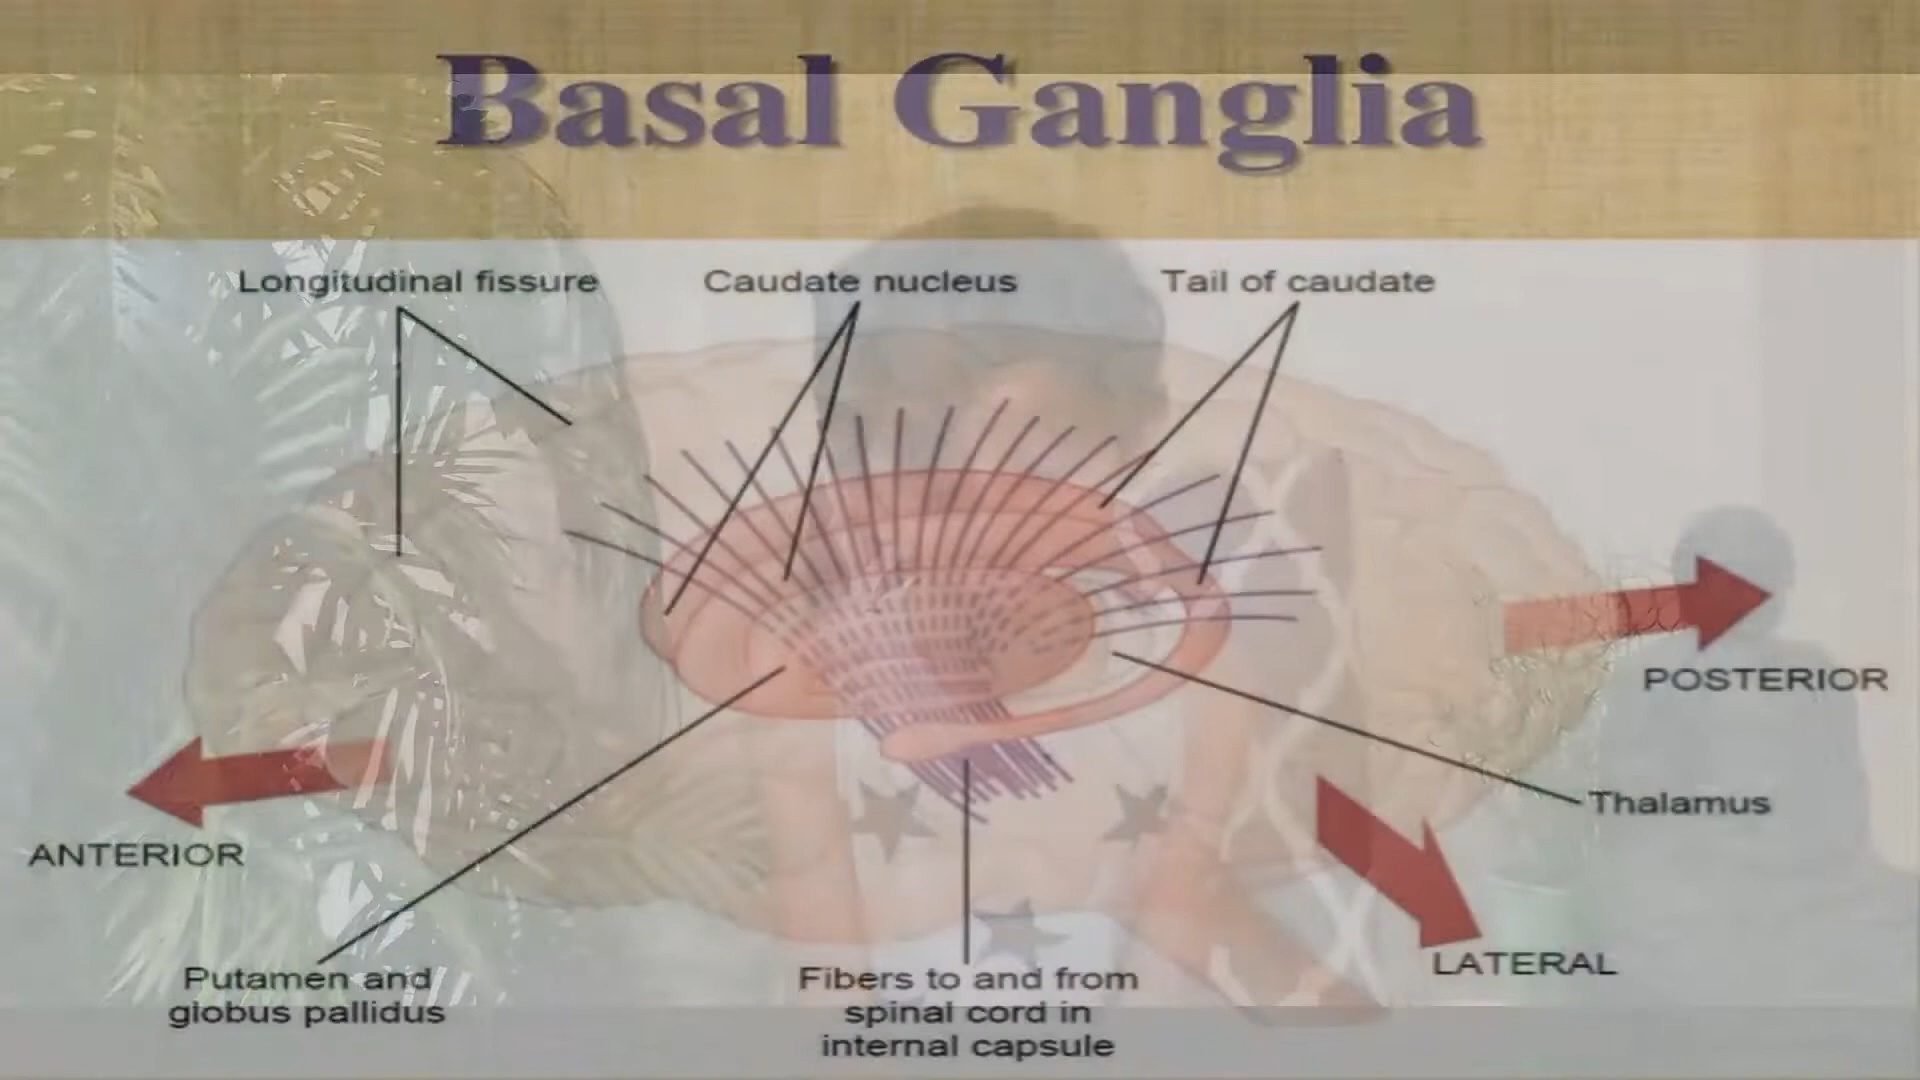 Basal Ganglia
Longitudinal fissure
Caudate nucleus
Tail of caudate
POSTERIOR
Thalamus
ANTERIOR
LATERAL
Putamen and
globus pallidus
Fibers to and from
spinal cord in
internal capsule